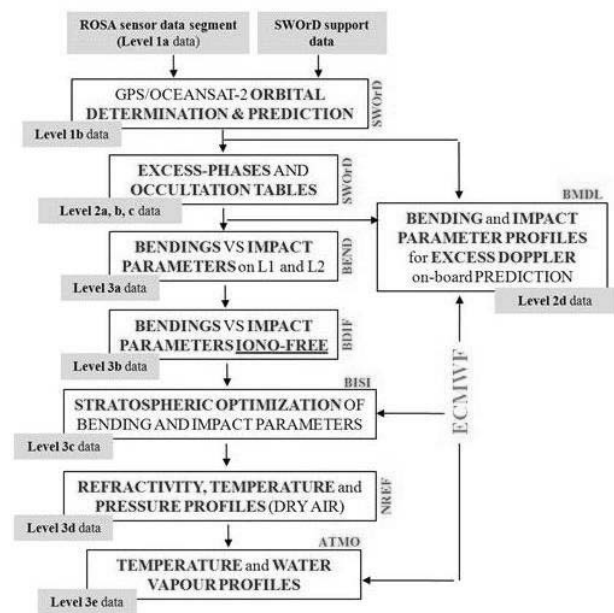 ROSA sensor data segment
(Level 1a data)
SWOrD support
data
GPS/OCEANSAT-2 ORBITAL
DETERMINATION & PREDICTION
SWOrD
Level 1b data
EXCESS-PHASES AND
OCCULTATION TABLES
SWOrD
Level 2a, b, c data
BMDL
BENDING and IMPACT
PARAMETER PROFILES
for EXCESS DOPPLER
on-board PREDICTION
Level 2d data
BENDINGS VS IMPACT
PARAMETERS on L1 and L2
BEND
Level 3a data
BENDINGS VS IMPACT
PARAMETERS IONO-FREE
BDIF
Level 3b data
BISI
STRATOSPHERIC OPTIMIZATION OF
BENDING AND IMPACT PARAMETERS
Level 3c data
ECMWF
REFRACTIVITY, TEMPERATURE and
PRESSURE PROFILES (DRY AIR)
NREF
Level 3d data
ATMO
TEMPERATURE and WATER
VAPOUR PROFILES
Level 3e data